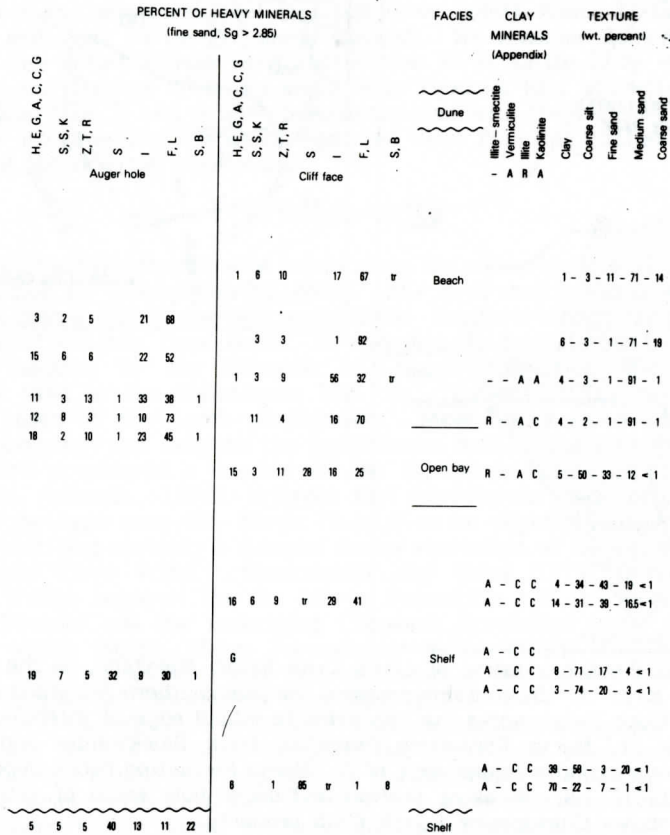 PERCENT OF HEAVY MINERALS FACIES CLAY TEXTURE
(fine sand, Sg > 2.85) MINERALS (wt. percent)
(Appendix)
H, E, G, A, C, C, G S, S, K Z, T, R S I F, L S, B H, E, G, A, C, C, G S, S, K Z, T, R S I F, L S, B Dune Illite – smectite Vermiculite Illite Kaolinite Clay Coarse silt Fine sand Medium sand Coarse sand
Auger hole Cliff face – A R A
1 6 10 17 67 tr Beach 1 – 3 – 11 – 71 – 14
3 2 5 21 68
3 3 1 92 6 – 3 – 1 – 71 – 19
15 6 6 22 52
1 3 9 56 32 tr – – A A 4 – 3 – 1 – 91 – 1
11 3 13 1 33 38 1
12 8 3 1 10 73 11 4 16 70 R – A C 4 – 2 – 1 – 91 – 1
18 2 10 1 23 45 1
15 3 11 28 16 25 Open bay R – A C 5 – 50 – 33 – 12 < 1
A – C C 4 – 34 – 43 – 19 < 1
16 6 9 tr 29 41 A – C C 14 – 31 – 39 – 16.5 < 1
G Shelf A – C C
19 7 5 32 9 30 1 A – C C 8 – 71 – 17 – 4 < 1
A – C C 3 – 74 – 20 – 3 < 1
A – C C 39 – 58 – 3 – 20 < 1
8 1 85 tr 1 8 A – C C 70 – 22 – 7 – 1 < 1
5 5 5 40 13 11 22 Shelf